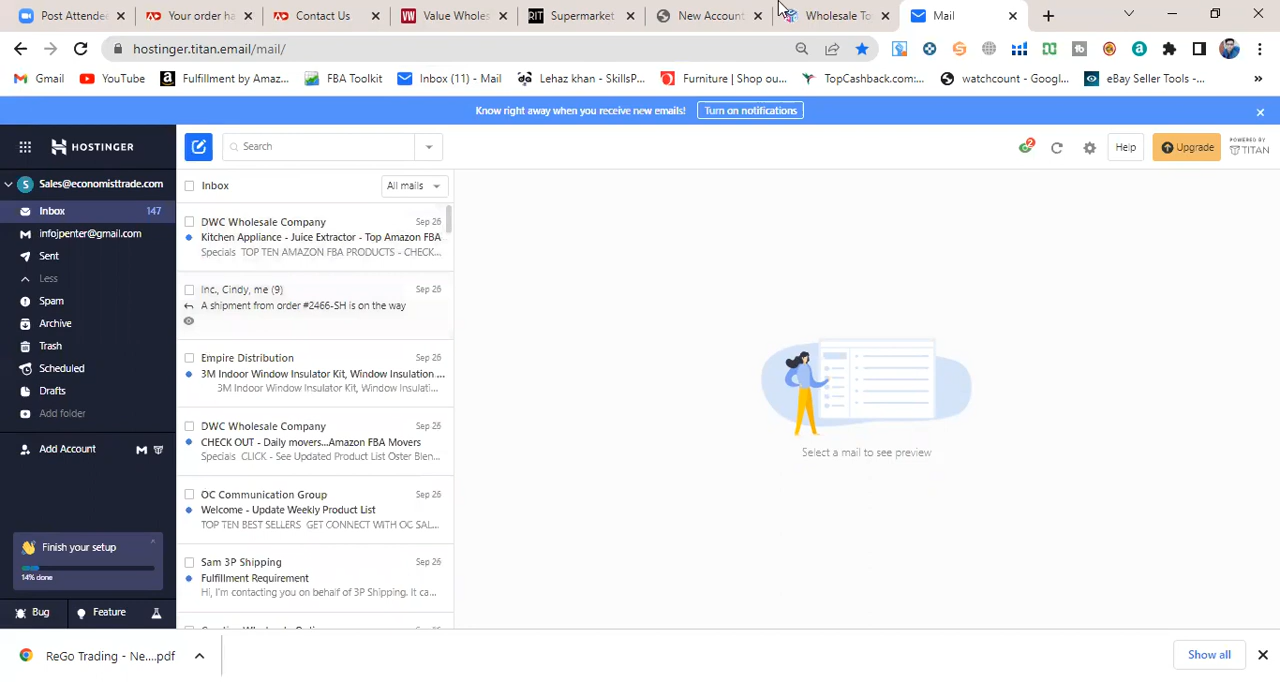 Post Attende
Your order ha
Contact Us
VW Value Wholes
RIT Supermarket
New Account
Wholesale To
Mail
hostinger.titan.email/mail/
Gmail
YouTube
Fulfillment by Amaz...
FBA Toolkit
Inbox (11) - Mail
Lehaz khan - SkillsP...
Furniture | Shop ou...
TopCashback.com:...
watchcount - Googl...
eBay Seller Tools -...
»
Know right away when you receive new emails! Turn on notifications
HOSTINGER
Search
2
Help
Upgrade
POWERED BY
TITAN
S Sales@economisttrade.com
Inbox 147
infojpenter@gmail.com
Sent
Less
Spam
Archive
Trash
Scheduled
Drafts
Add folder
Add Account
Finish your setup
14% done
Bug
Feature
Inbox All mails
DWC Wholesale Company Sep 26
Kitchen Appliance - Juice Extractor - Top Amazon FBA
Specials TOP TEN AMAZON FBA PRODUCTS - CHECK...
Inc., Cindy, me (9) Sep 26
A shipment from order #2466-SH is on the way
Empire Distribution Sep 26
3M Indoor Window Insulator Kit, Window Insulation ...
3M Indoor Window Insulator Kit, Window Insulati...
DWC Wholesale Company Sep 26
CHECK OUT - Daily movers...Amazon FBA Movers
Specials CLICK - See Updated Product List Oster Blen...
OC Communication Group Sep 26
Welcome - Update Weekly Product List
TOP TEN BEST SELLERS GET CONNECT WITH OC SAL...
Sam 3P Shipping Sep 26
Fulfillment Requirement
Hi, I'm contacting you on behalf of 3P Shipping. It ca...
Select a mail to see preview
ReGo Trading - Ne....pdf
Show all